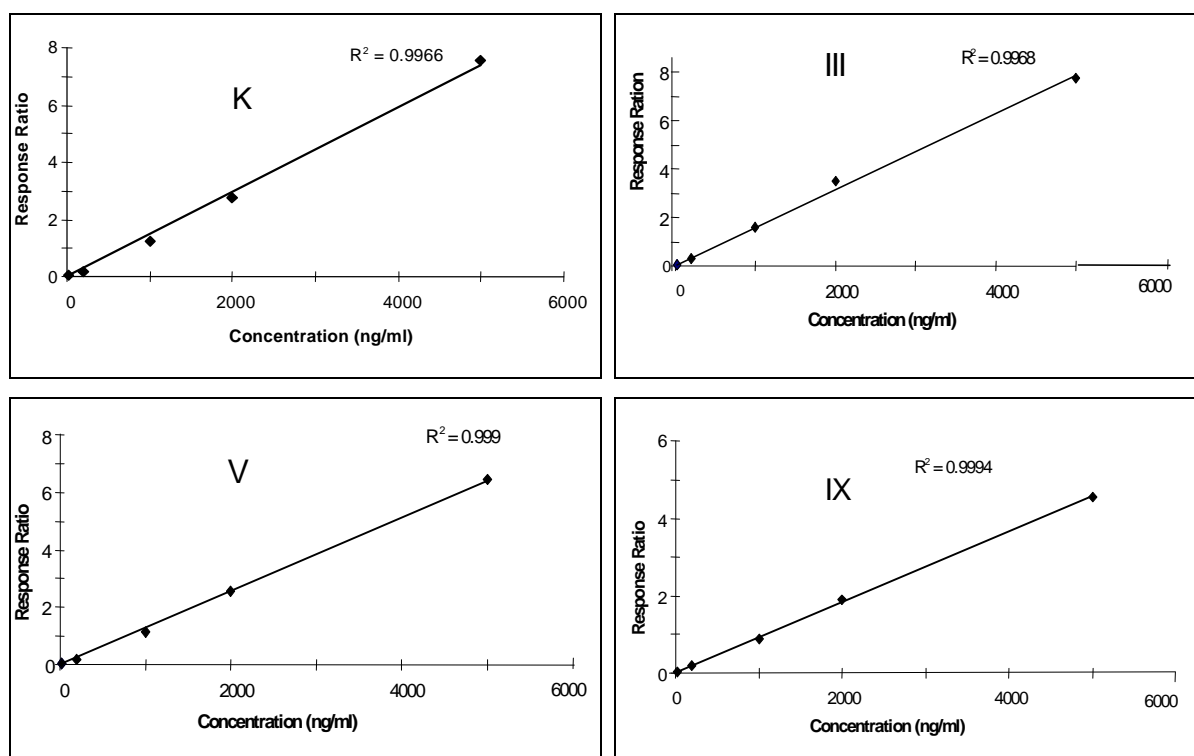 K
R² = 0.9966
Response Ratio
8
6
4
2
0
0 2000 4000 6000
Concentration (ng/ml)
III
R² = 0.9968
Response Ration
8
6
4
2
0
0 2000 4000 6000
Concentration (ng/ml)
V
R² = 0.999
Response Ratio
8
6
4
2
0
0 2000 4000 6000
Concentration (ng/ml)
IX
R² = 0.9994
Response Ratio
6
4
2
0
0 2000 4000 6000
Concentration (ng/ml)